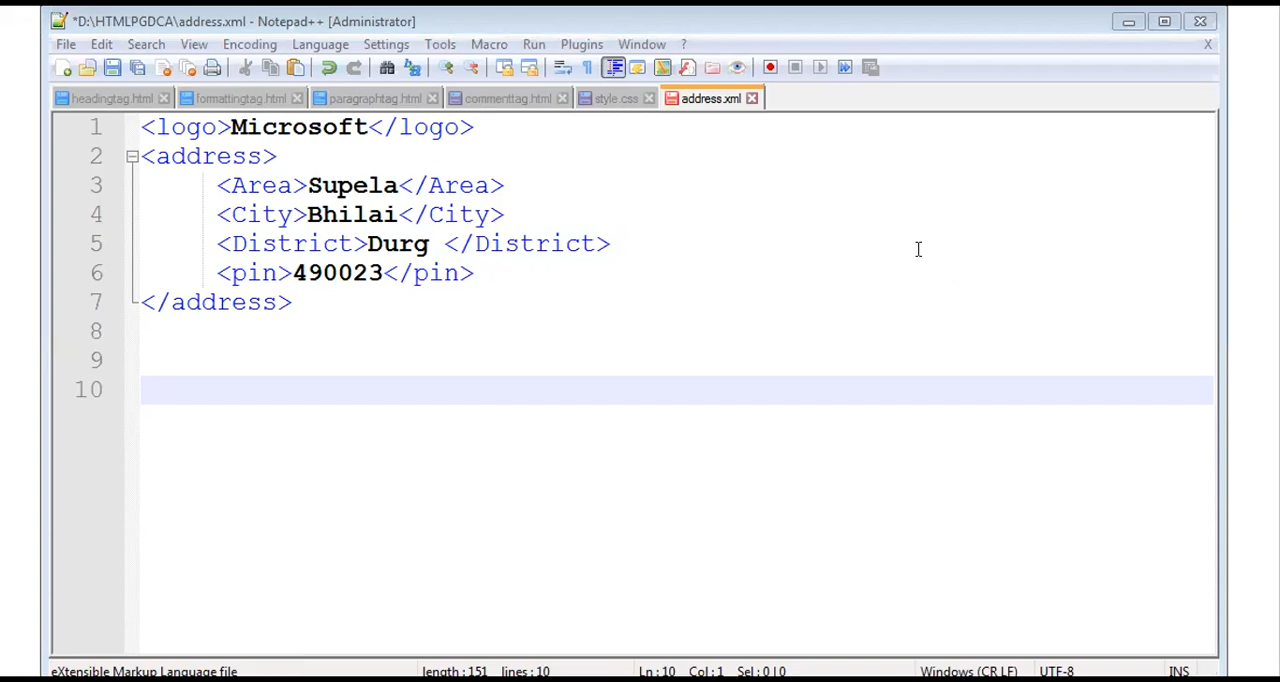 *D:\HTMLPGDCA\address.xml - Notepad++ [Administrator]
File Edit Search View Encoding Language Settings Tools Macro Run Plugins Window ? X
headingtag.html formattingtag.html paragraphtag.html commenttag.html style.css address.xml
1 <logo>Microsoft</logo>
2 <address>
3 <Area>Supela</Area>
4 <City>Bhilai</City>
5 <District>Durg </District>
6 <pin>490023</pin>
7 </address>
8
9
10
eXtensible Markup Language file length : 151 lines : 10 Ln : 10 Col : 1 Sel : 0 | 0 Windows (CR LF) UTF-8 INS